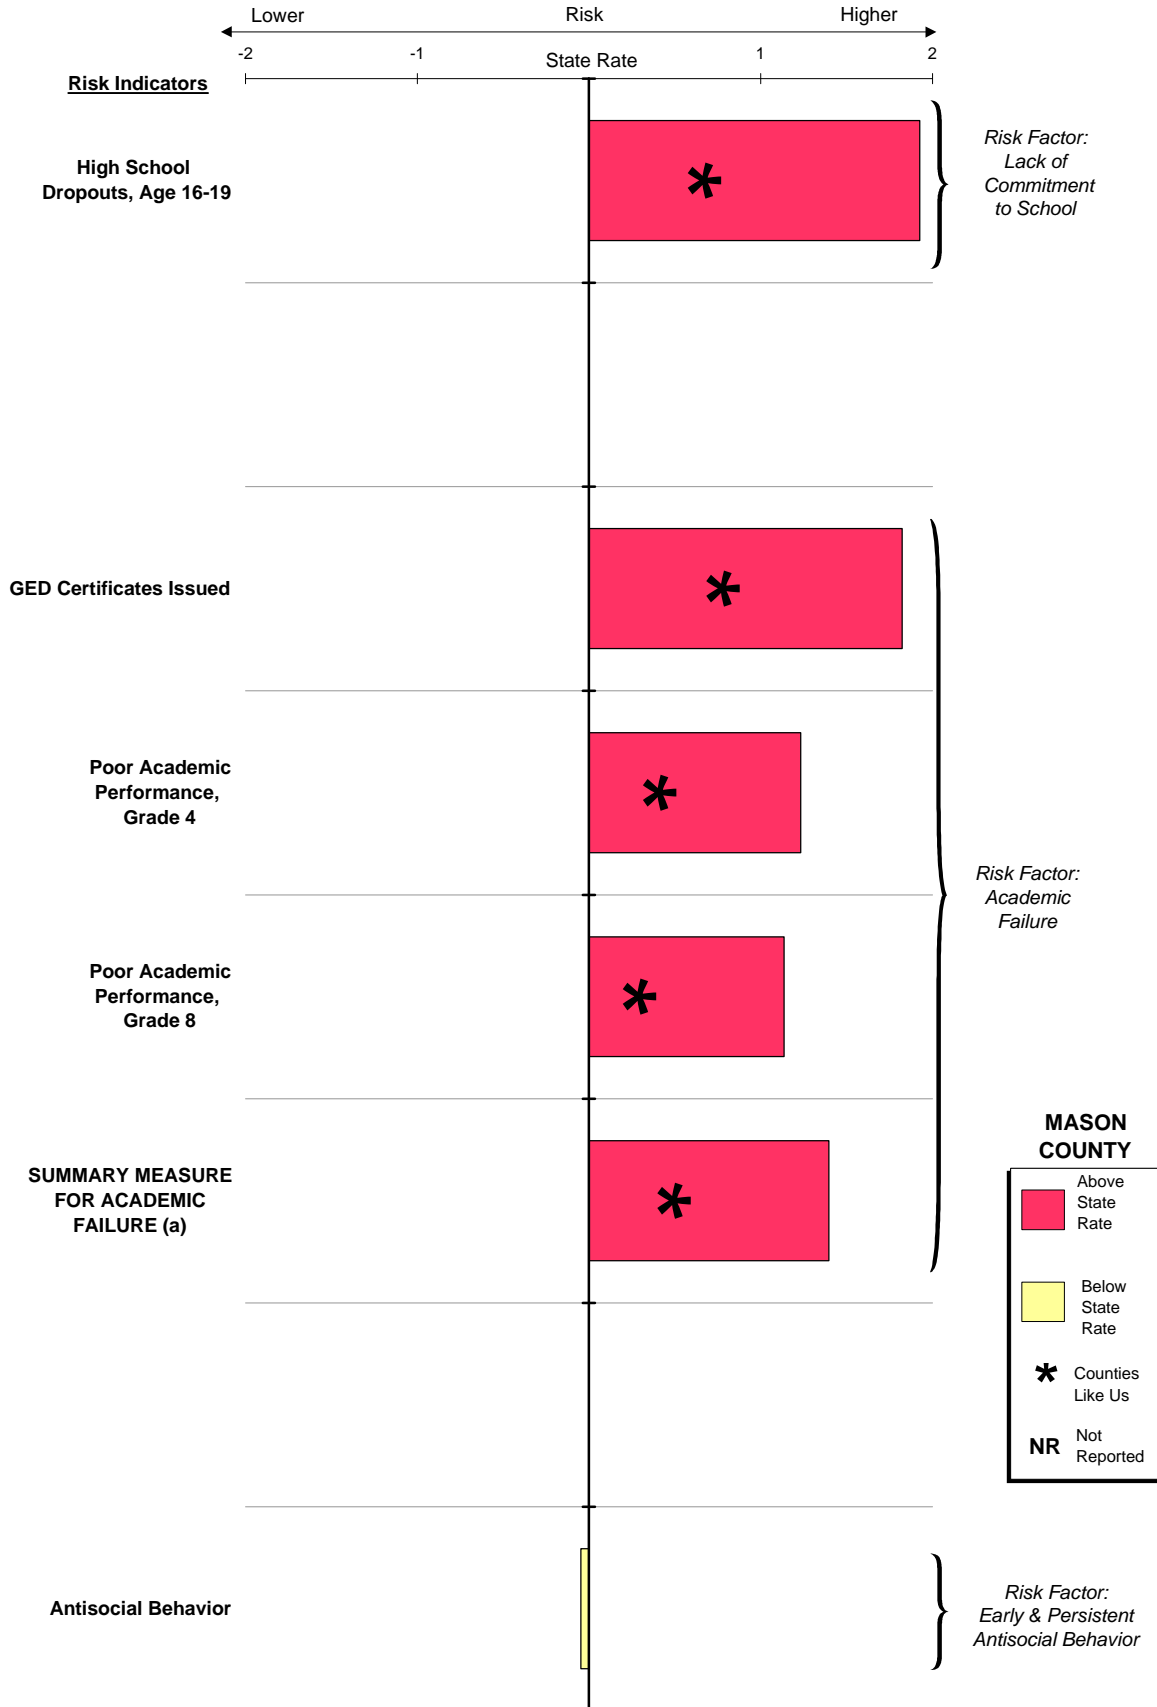 Lower Risk Higher
-2 -1 State Rate 1 2
Risk Indicators
High School
Dropouts, Age 16-19
*
Risk Factor:
Lack of
Commitment
to School
GED Certificates Issued
*
Poor Academic
Performance,
Grade 4
*
Risk Factor:
Academic
Failure
Poor Academic
Performance,
Grade 8
*
SUMMARY MEASURE
FOR ACADEMIC
FAILURE (a)
*
MASON
COUNTY
Above
State
Rate
Below
State
Rate
* Counties
Like Us
NR Not
Reported
Antisocial Behavior
Risk Factor:
Early & Persistent
Antisocial Behavior